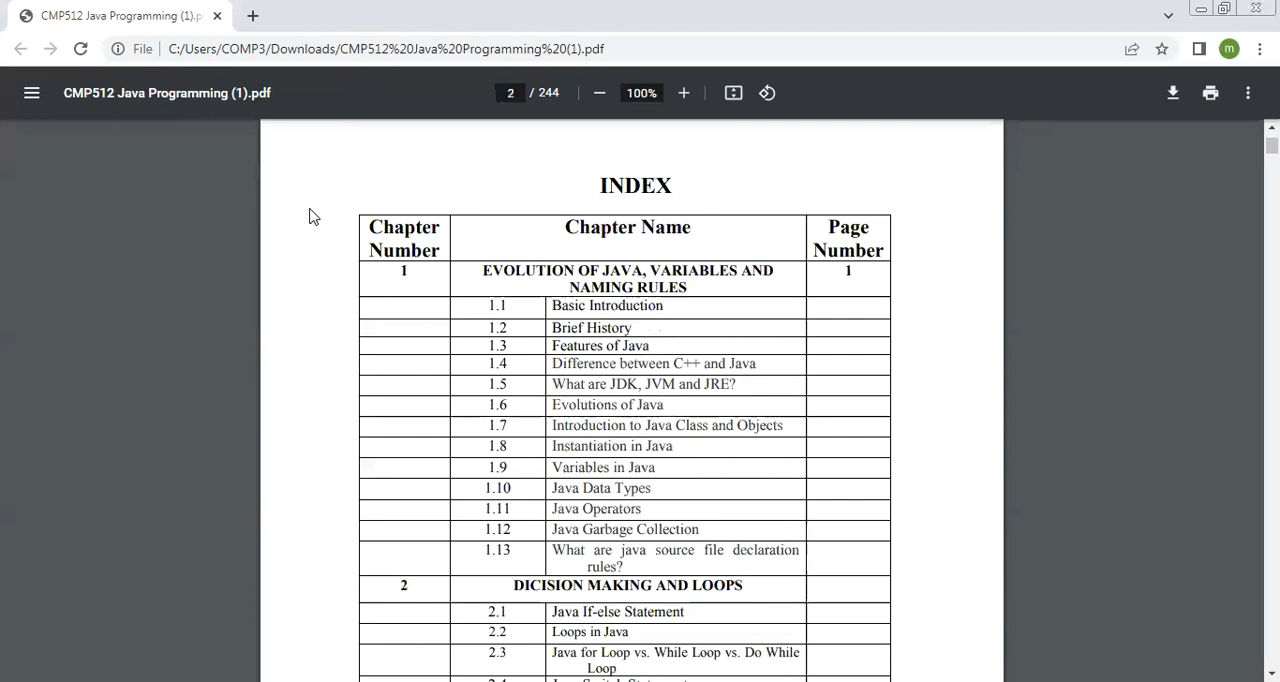 CMP512 Java Programming (1).p
File C:/Users/COMP3/Downloads/CMP512%20Java%20Programming%20(1).pdf
m
CMP512 Java Programming (1).pdf 2 / 244 100%
INDEX
Chapter Number Chapter Name Page Number
1 EVOLUTION OF JAVA, VARIABLES AND 1
NAMING RULES
1.1 Basic Introduction
1.2 Brief History
1.3 Features of Java
1.4 Difference between C++ and Java
1.5 What are JDK, JVM and JRE?
1.6 Evolutions of Java
1.7 Introduction to Java Class and Objects
1.8 Instantiation in Java
1.9 Variables in Java
1.10 Java Data Types
1.11 Java Operators
1.12 Java Garbage Collection
1.13 What are java source file declaration
rules?
2 DICISION MAKING AND LOOPS
2.1 Java If-else Statement
2.2 Loops in Java
2.3 Java for Loop vs. While Loop vs. Do While
Loop